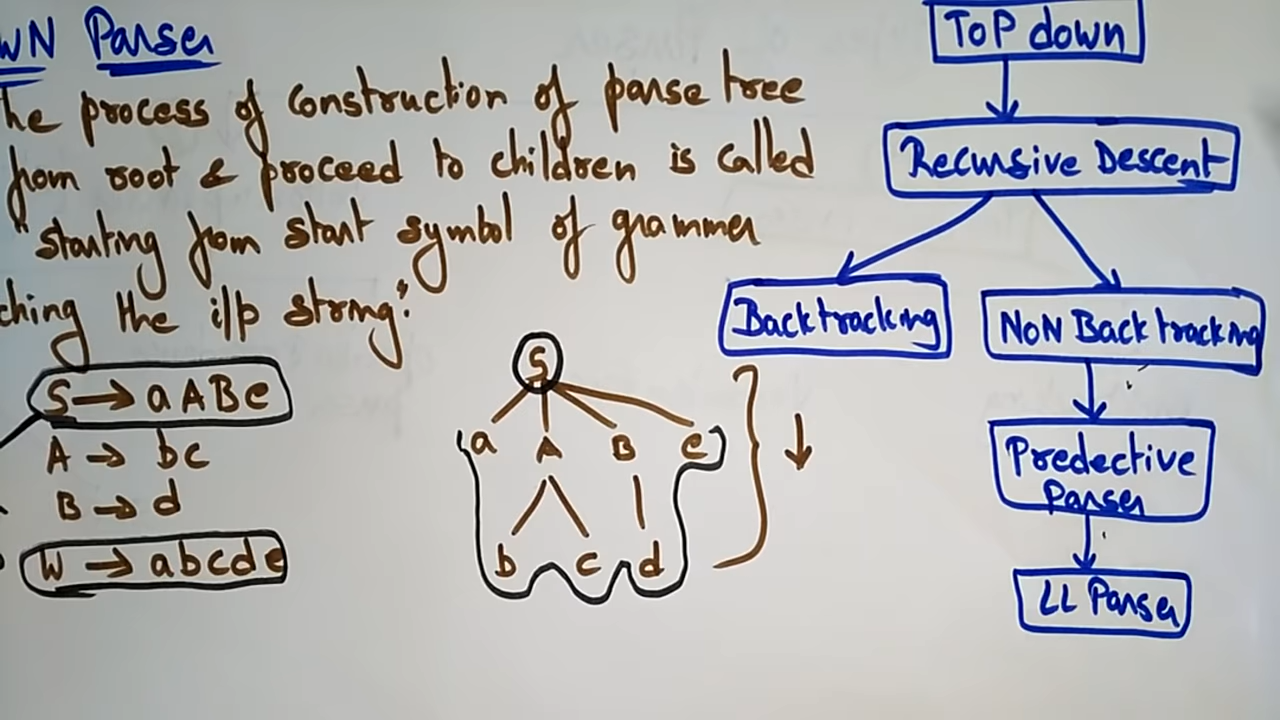 WN Parser
The process of construction of parse tree
from root & proceed to children is called
"starting from start symbol of grammer
ching the i/p string."
S → aABe
A → bc
B → d
W → abcde
S
a A B e
b c d
↓
TOP down
Recursive Descent
Backtracking
NON Backtracking
Predective
Parser
LL Parser